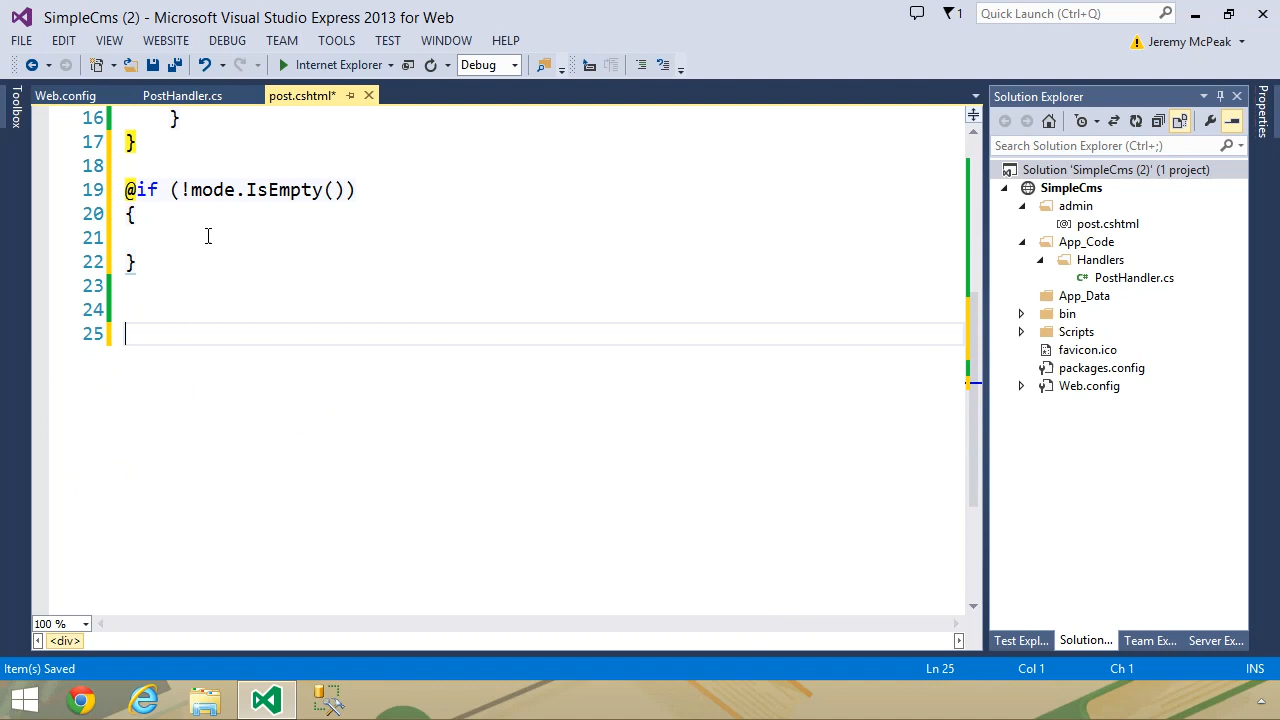 SimpleCms (2) - Microsoft Visual Studio Express 2013 for Web
1
Quick Launch (Ctrl+Q)
FILE EDIT VIEW WEBSITE DEBUG TEAM TOOLS TEST WINDOW HELP
Jeremy McPeak
Internet Explorer
Debug
Toolbox
Web.config
PostHandler.cs
post.cshtml*
16 }
17 }
18
19 @if (!mode.IsEmpty())
20 {
21
22 }
23
24
25
100 %
<div>
Solution Explorer
Search Solution Explorer (Ctrl+;)
Solution 'SimpleCms (2)' (1 project)
SimpleCms
admin
post.cshtml
App_Code
Handlers
PostHandler.cs
App_Data
bin
Scripts
favicon.ico
packages.config
Web.config
Test Expl... Solution... Team Ex... Server Ex...
Properties
Item(s) Saved
Ln 25
Col 1
Ch 1
INS